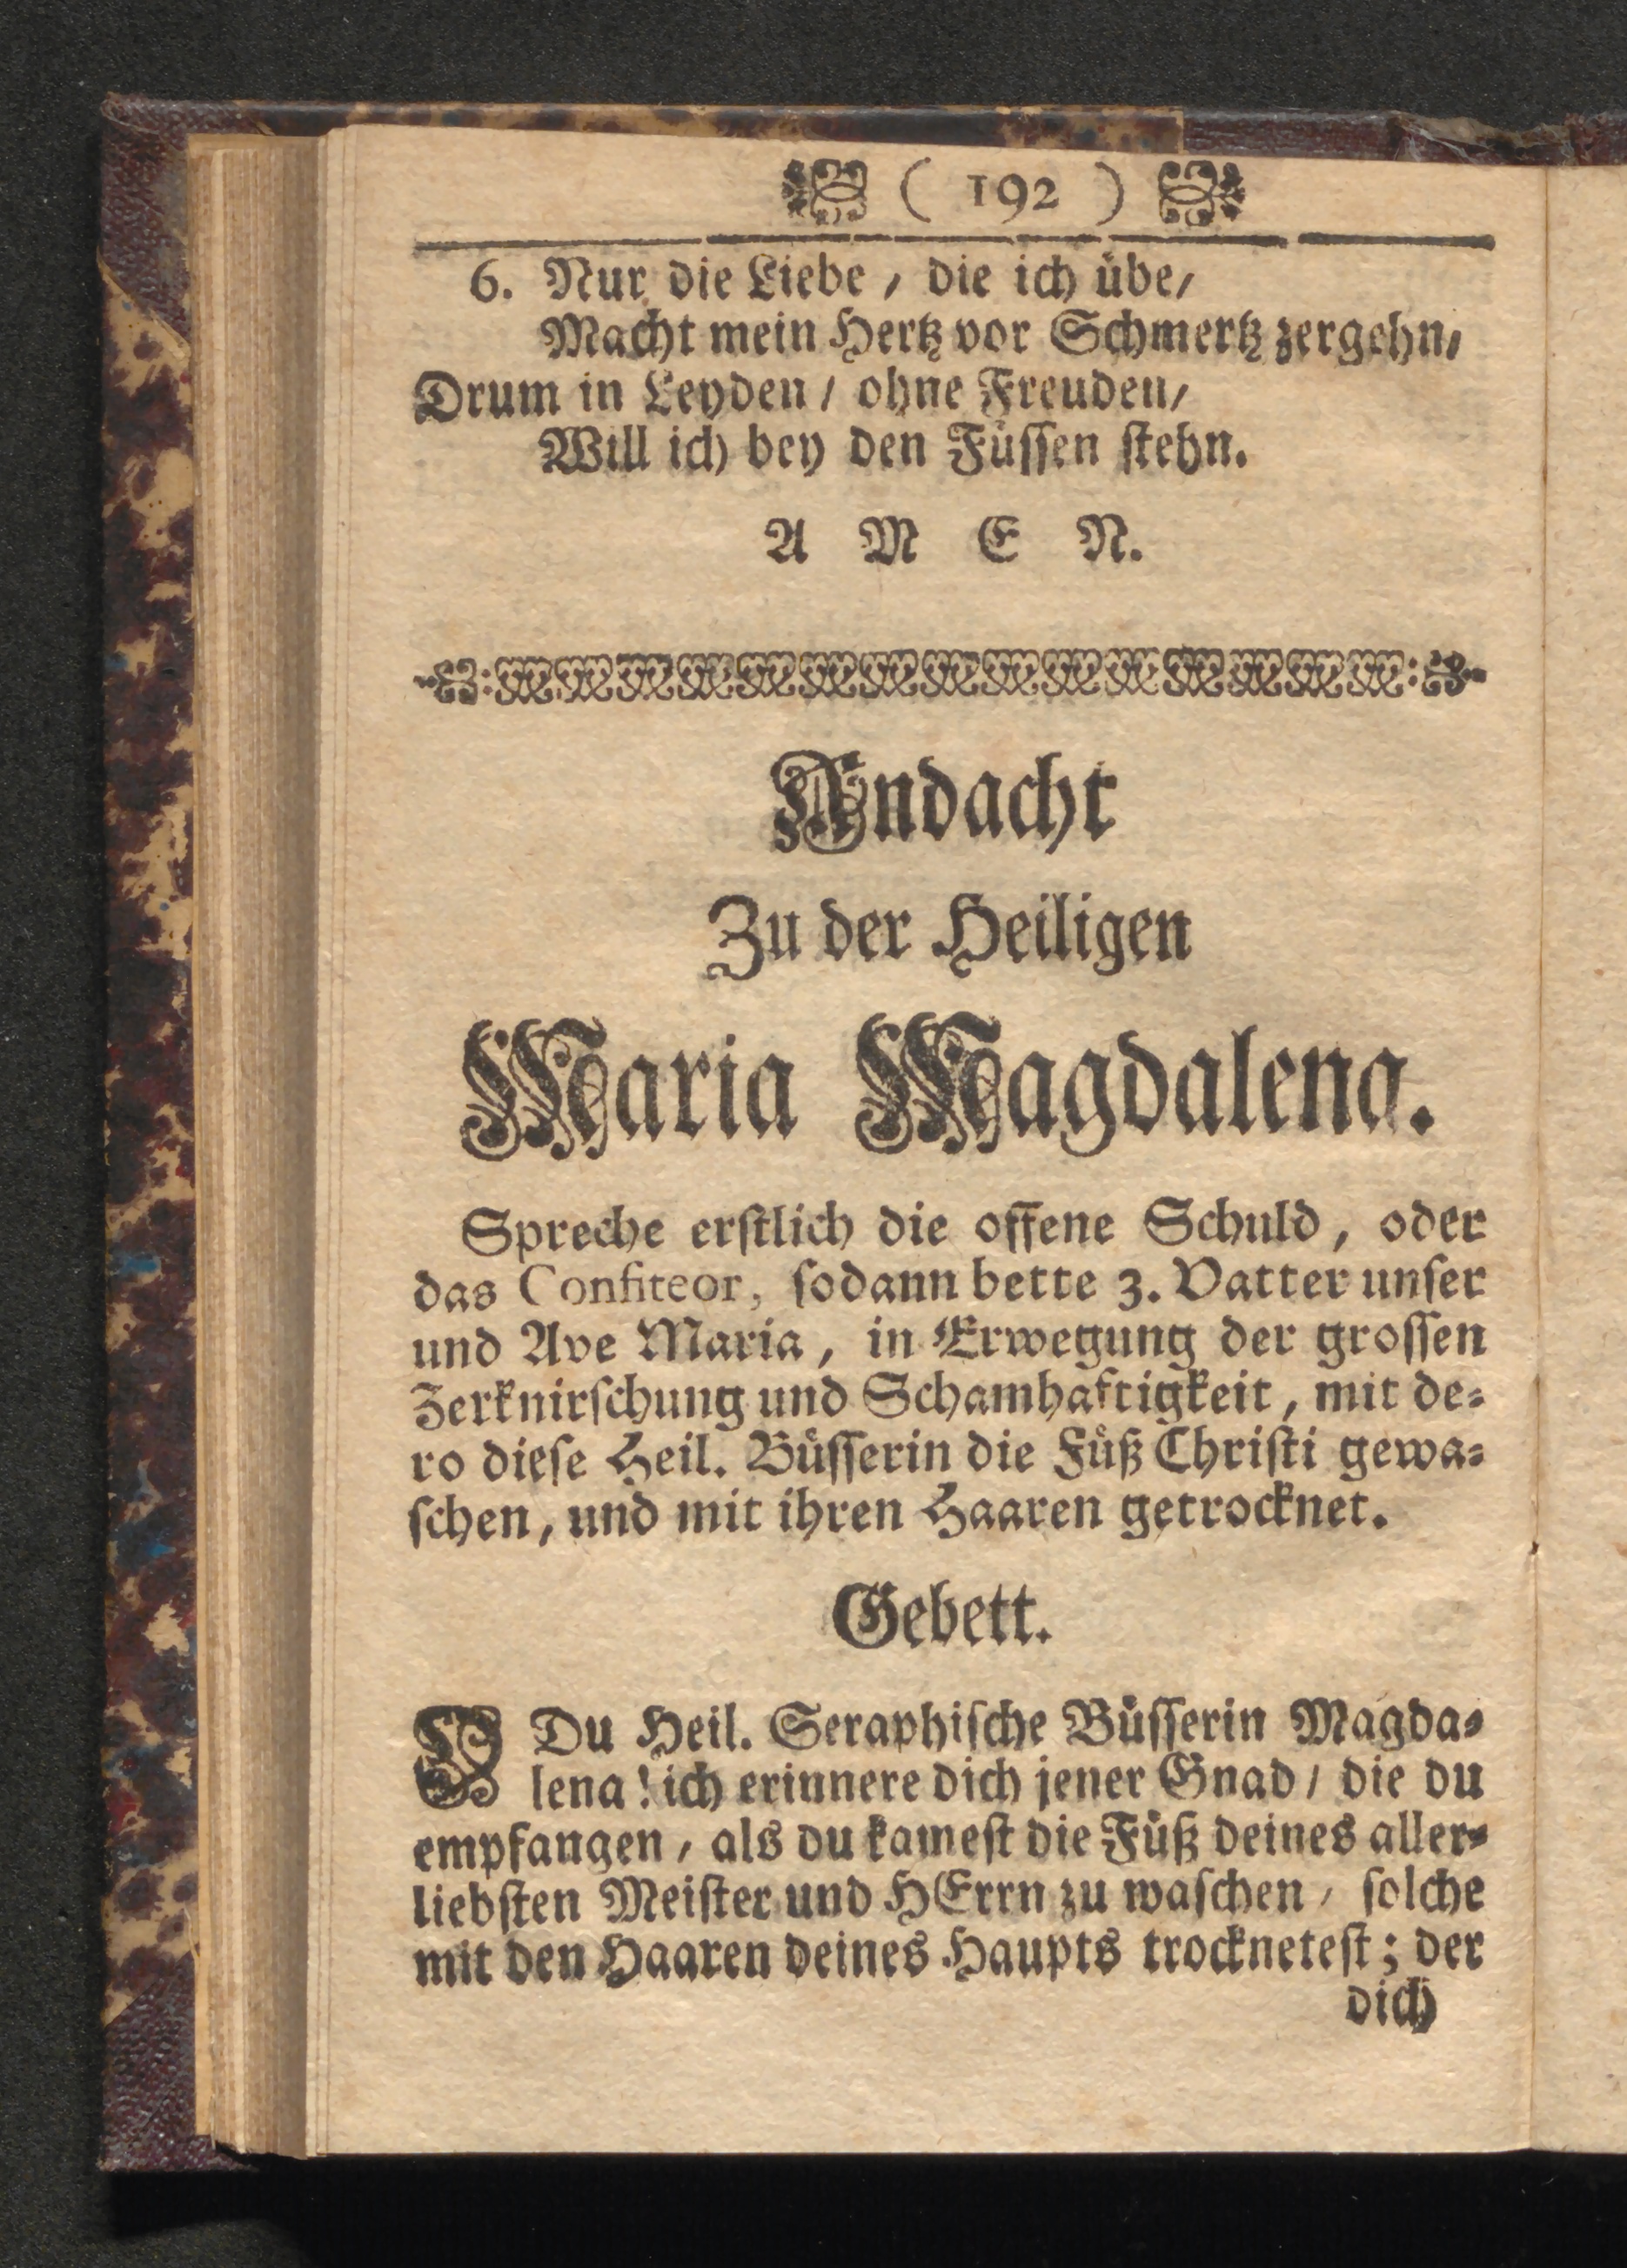 ( 192 )
6. Nur die Liebe / die ich übe /
Macht mein Hertz vor Schmertz zergehn /
Drum in Leyden / ohne Freuden /
Will ich bey den Füssen stehn.
A M E N.
Andacht
Zu der Heiligen
Maria Magdalena.
Spreche erstlich die offene Schuld, oder
das Confiteor, sodann bette 3. Vatter unser
und Ave Maria, in Erwegung der grossen
Zerknirschung und Schamhaftigkeit, mit de=
ro diese Heil. Büsserin die Füß Christi gewa=
schen, und mit ihren Haaren getrocknet.
Gebett.
O Du Heil. Seraphische Büsserin Magda=
lena! ich erinnere dich jener Gnad / die du
empfangen / als du kamest die Füß deines aller=
liebsten Meister und HErrn zu waschen / solche
mit den Haaren deines Haupts trocknetest; der
dich